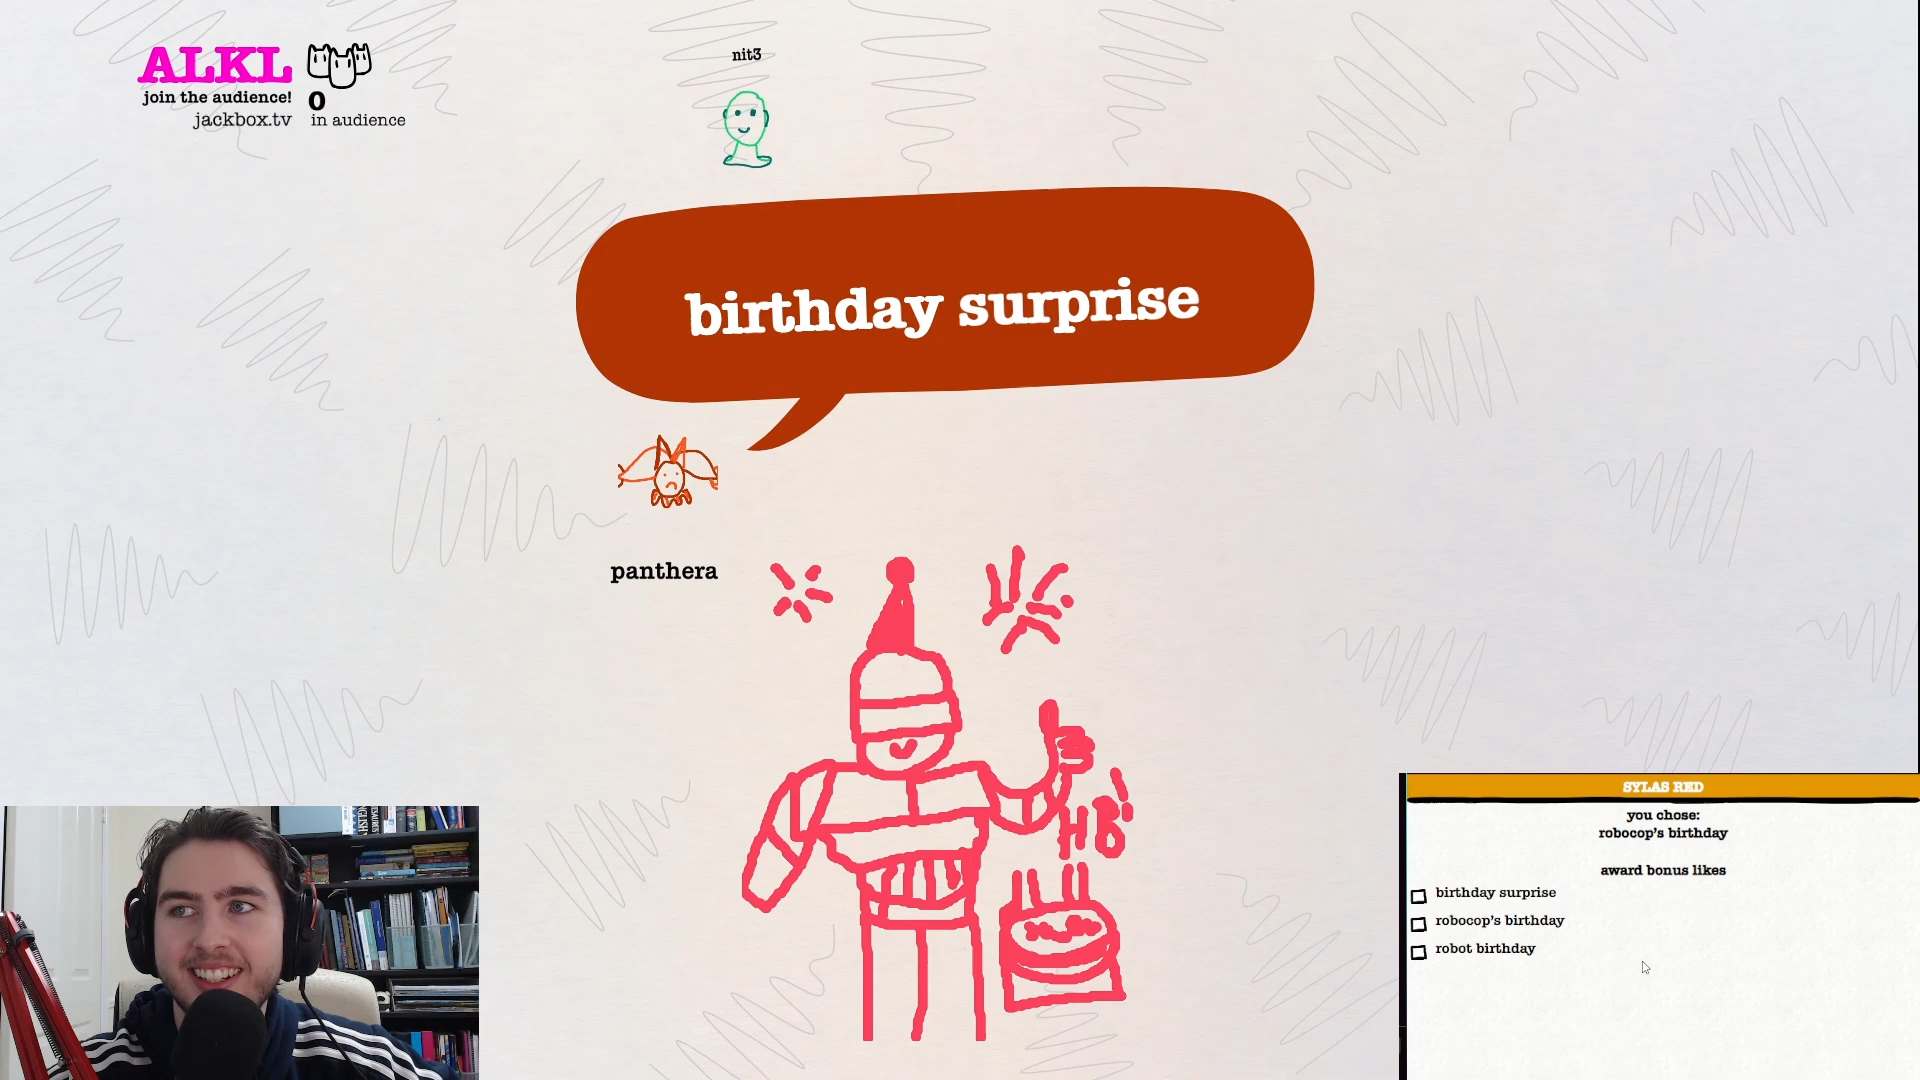 ALKL
join the audience!
jackbox.tv
0
in audience
nit3
birthday surprise
panthera
HB!
SYLAS RED
you chose:
robocop's birthday
award bonus likes
birthday surprise
robocop's birthday
robot birthday